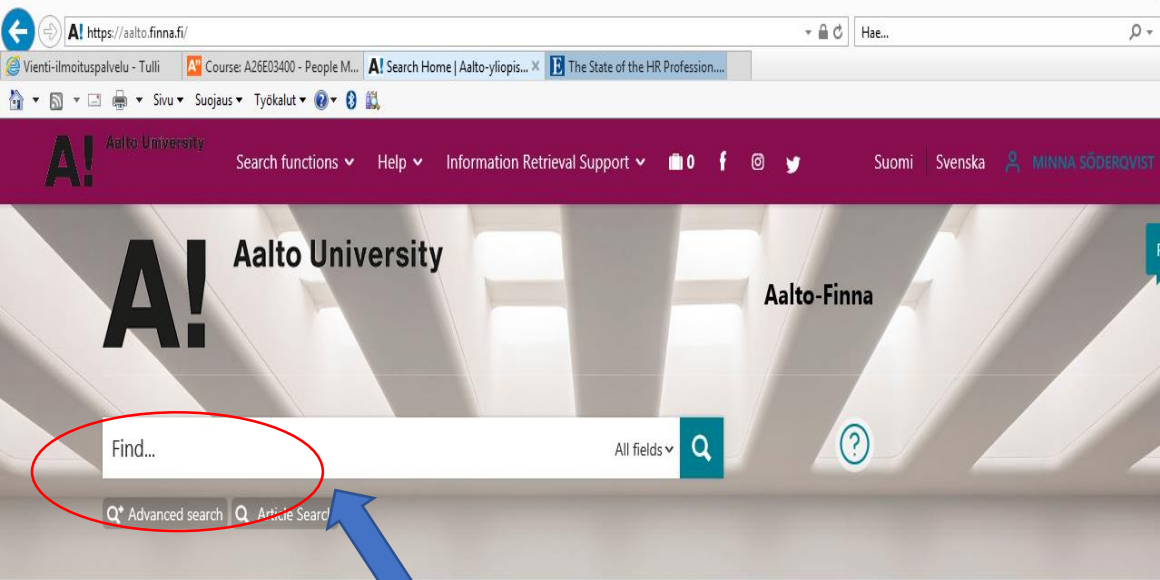 A! https://aalto.finna.fi/ Hae...
Vienti-ilmoituspalvelu - Tulli A" Course: A26E03400 - People M... A! Search Home | Aalto-yliopis... × E The State of the HR Profession....
Sivu Suojaus Työkalut
A! Aalto University
Search functions Help Information Retrieval Support 0 f Suomi Svenska MINNA SÖDERQVIST
A! Aalto University
Aalto-Finna
Find... All fields ?
Advanced search Article Search